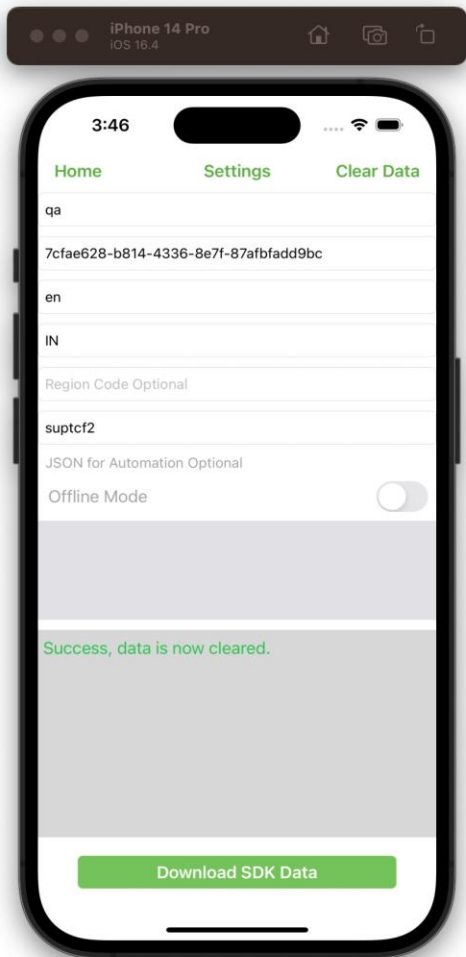 iPhone 14 Pro
iOS 16.4
3:46
Home Settings Clear Data
qa
7cfae628-b814-4336-8e7f-87afbfadd9bc
en
IN
Region Code Optional
suptcf2
JSON for Automation Optional
Offline Mode
Success, data is now cleared.
Download SDK Data